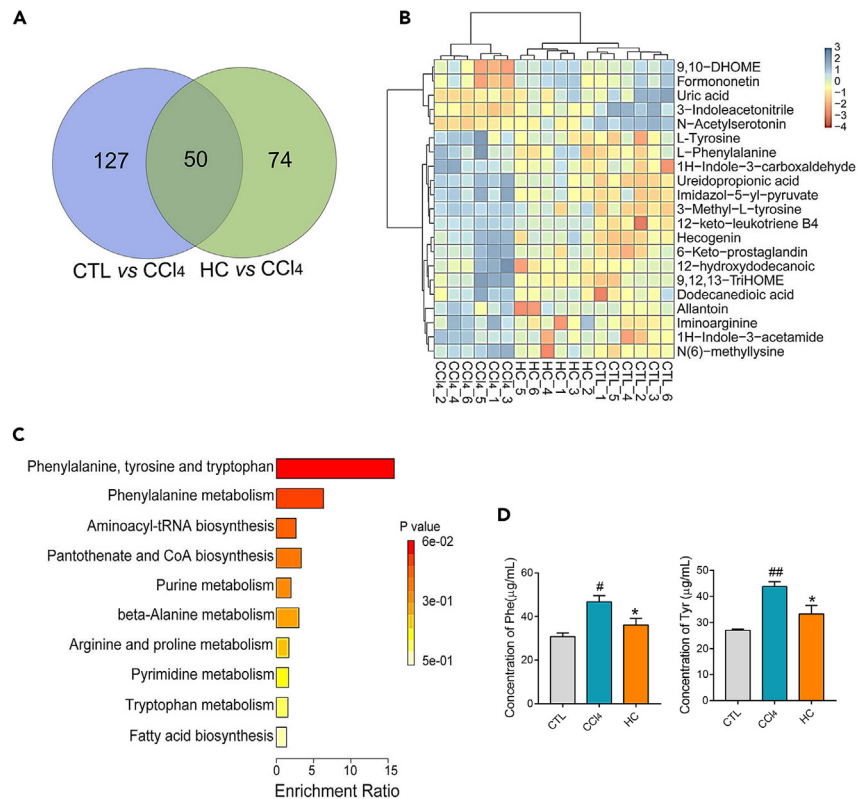 A
127
50
74
CTL vs CCl4
HC vs CCl4
B
9,10−DHOME
Formononetin
Uric acid
3−Indoleacetonitrile
N−Acetylserotonin
L−Tyrosine
L−Phenylalanine
1H−Indole−3−carboxaldehyde
Ureidopropionic acid
Imidazol−5−yl−pyruvate
3−Methyl−L−tyrosine
12−keto−leukotriene B4
Hecogenin
6−Keto−prostaglandin
12−hydroxydodecanoic
9,12,13−TriHOME
Dodecanedioic acid
Allantoin
Iminoarginine
1H−Indole−3−acetamide
N(6)−methyllysine
3
2
1
0
−1
−2
−3
−4
CCl4_2
CCl4_4
CCl4_6
CCl4_5
CCl4_1
CCl4_3
HC_5
HC_6
HC_4
HC_1
HC_3
HC_2
CTL_1
CTL_5
CTL_4
CTL_2
CTL_3
CTL_6
C
Phenylalanine, tyrosine and tryptophan
Phenylalanine metabolism
Aminoacyl-tRNA biosynthesis
Pantothenate and CoA biosynthesis
Purine metabolism
beta-Alanine metabolism
Arginine and proline metabolism
Pyrimidine metabolism
Tryptophan metabolism
Fatty acid biosynthesis
0
5
10
15
Enrichment Ratio
P value
6e-02
3e-01
5e-01
D
Concentration of Phe(μg/mL)
60
40
20
0
#
*
CTL
CCl4
HC
Concentration of Tyr (μg/mL)
50
40
30
20
10
0
##
*
CTL
CCl4
HC